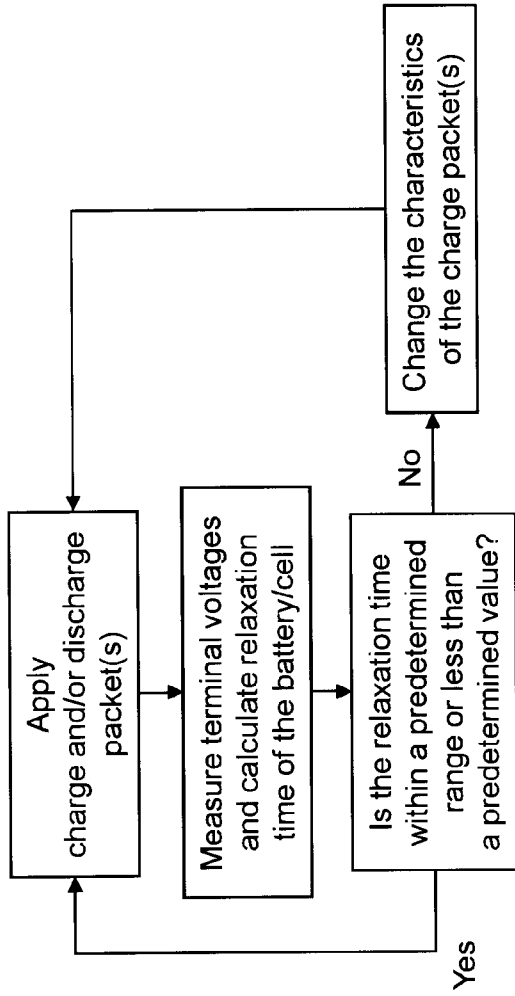 Apply
charge and/or discharge
packet(s)
Measure terminal voltages
and calculate relaxation
time of the battery/cell
Is the relaxation time
within a predetermined
range or less than
a predetermined value?
Yes
No
Change the characteristics
of the charge packet(s)